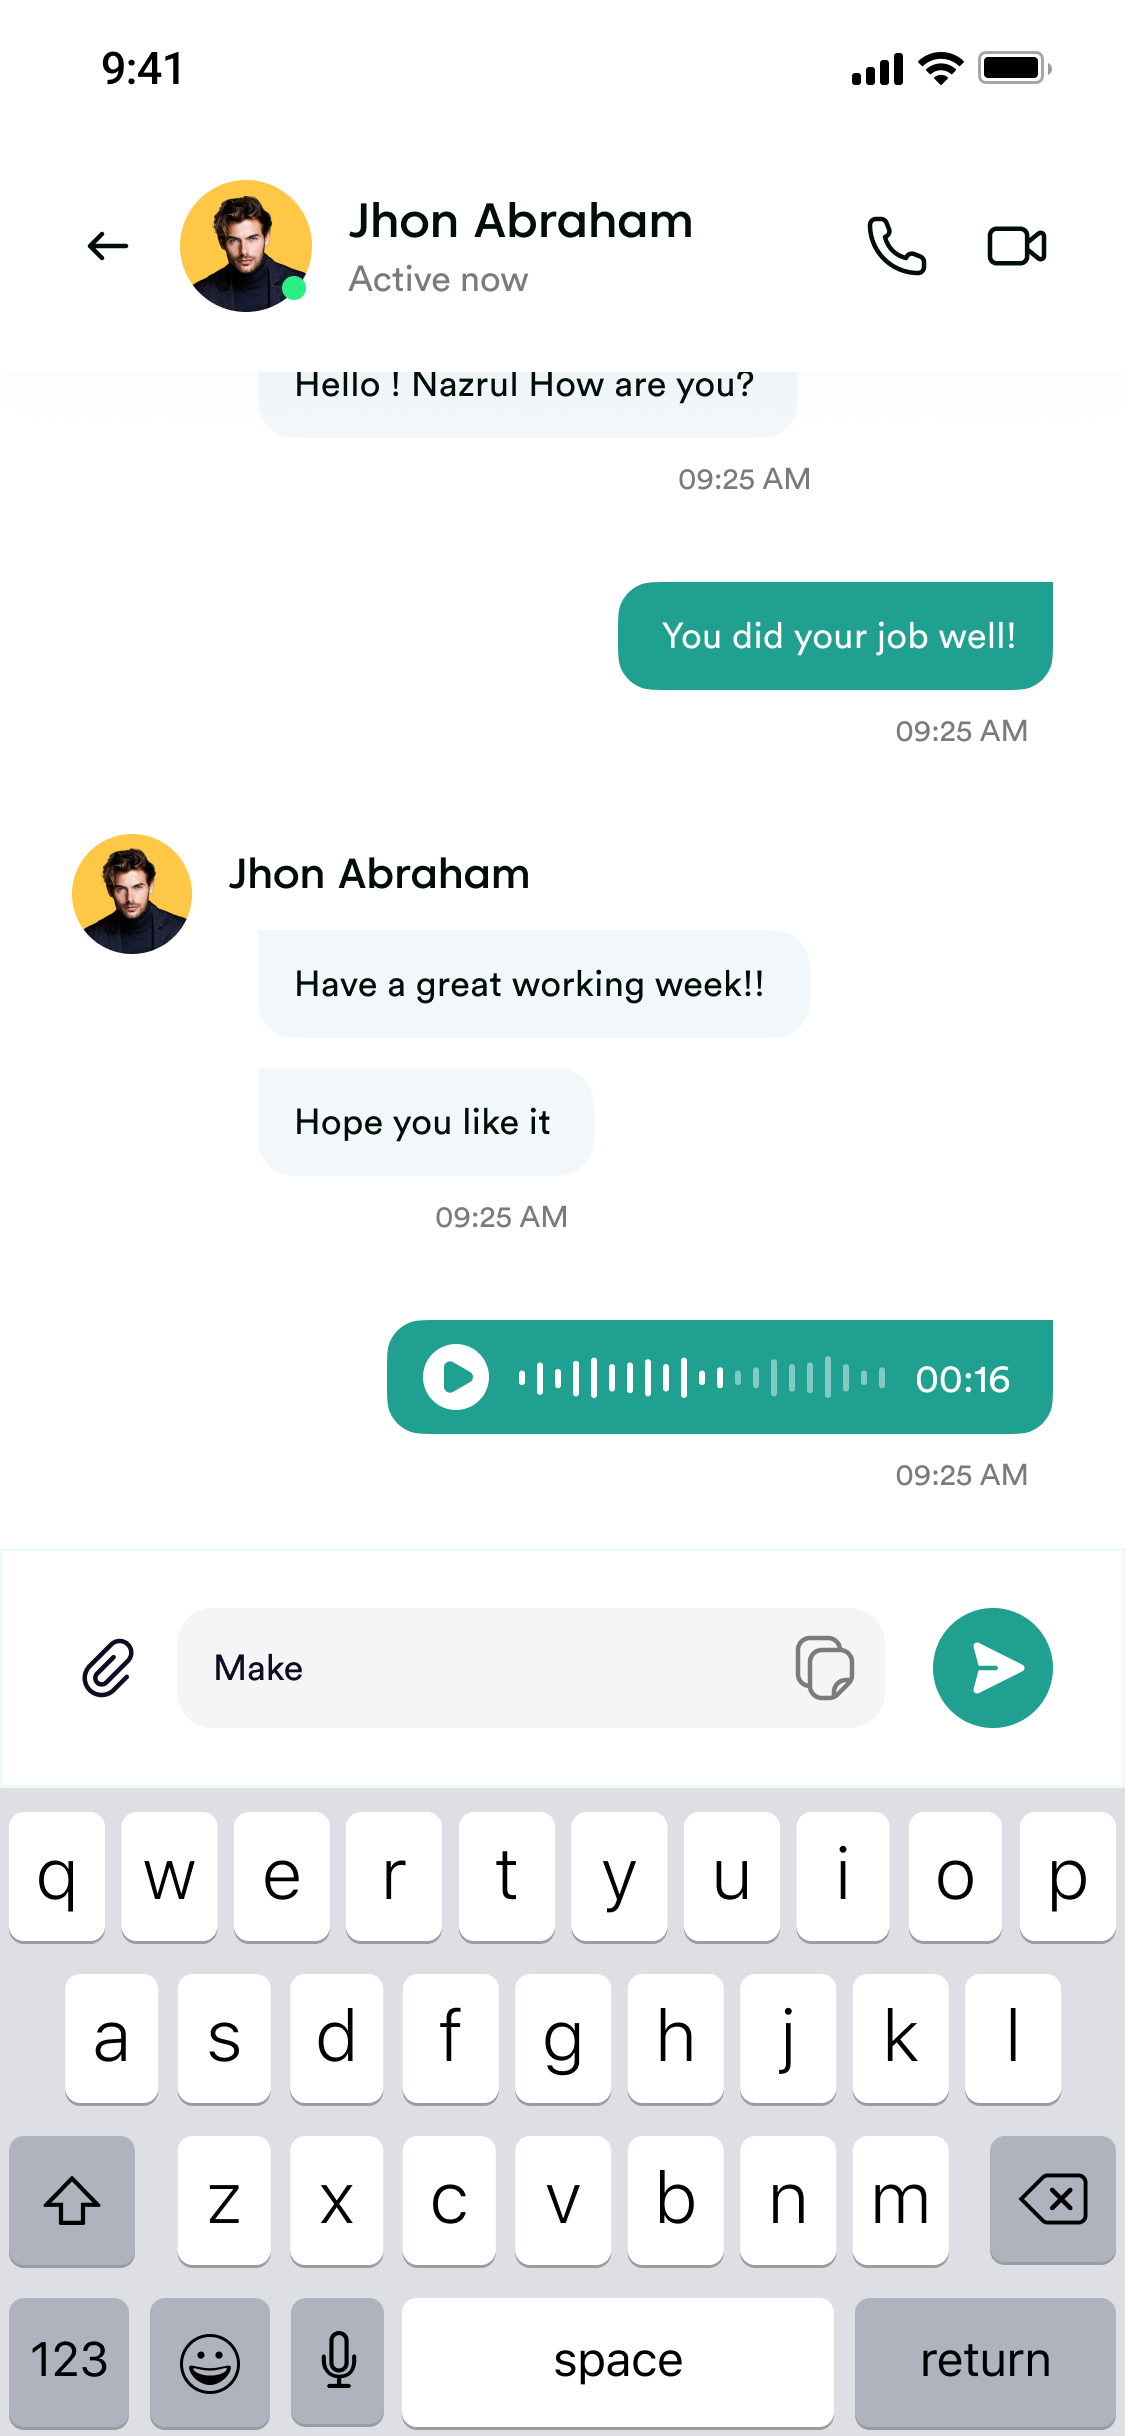 9:41
Jhon Abraham
Active now
Hello ! Nazrul How are you?
09:25 AM
You did your job well!
09:25 AM
Jhon Abraham
Have a great working week!!
Hope you like it
09:25 AM
00:16
09:25 AM
Make
q w e r t y u i o p
a s d f g h j k l
z x c v b n m
123 space return